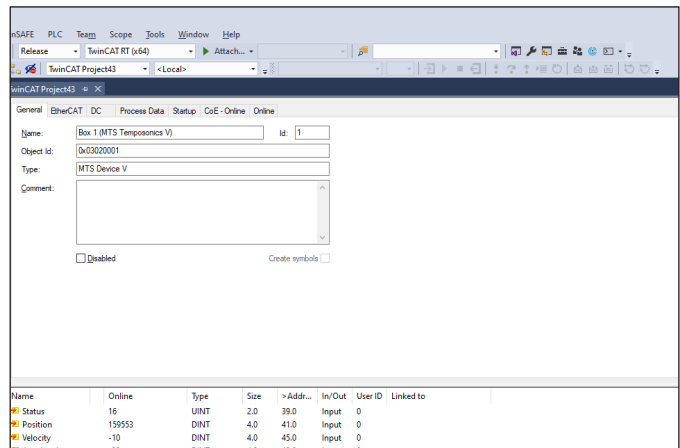 nSAFE PLC Team Scope Tools Window Help
Release TwinCAT RT (x64) Attach...
TwinCAT Project43 <Local>
TwinCAT Project43
General EtherCAT DC Process Data Startup CoE - Online Online
Name: Box 1 (MTS Temposonics V) Id: 1
Object Id: 0x03020001
Type: MTS Device V
Comment:
Disabled Create symbols
Name Online Type Size >Addr... In/Out User ID Linked to
Status 16 UINT 2.0 39.0 Input 0
Position 159553 DINT 4.0 41.0 Input 0
Velocity -10 DINT 4.0 45.0 Input 0